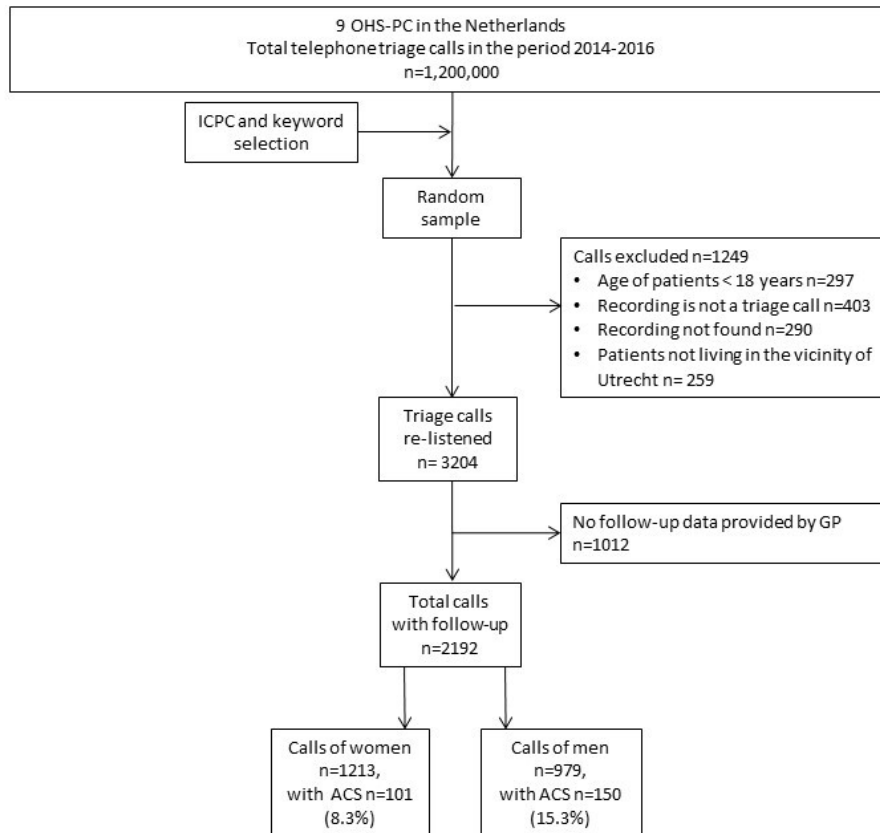 9 OHS-PC in the Netherlands
Total telephone triage calls in the period 2014-2016
n=1,200,000
ICPC and keyword
selection
Random
sample
Calls excluded n=1249
• Age of patients < 18 years n=297
• Recording is not a triage call n=403
• Recording not found n=290
• Patients not living in the vicinity of
Utrecht n= 259
Triage calls
re-listened
n= 3204
No follow-up data provided by GP
n=1012
Total calls
with follow-up
n=2192
Calls of women
n=1213,
with ACS n=101
(8.3%)
Calls of men
n=979,
with ACS n=150
(15.3%)